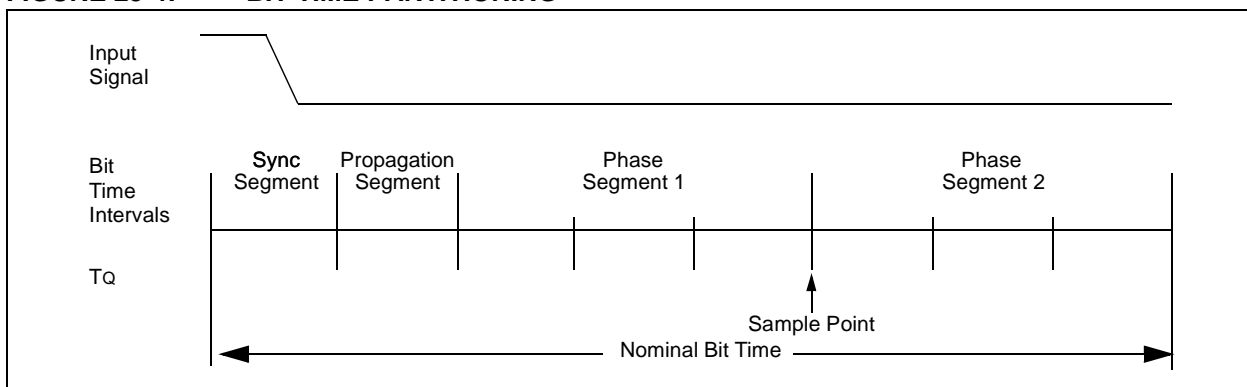 Input
Signal
Bit
Time
Intervals
Sync
Segment
Propagation
Segment
Phase
Segment 1
Phase
Segment 2
TQ
Sample Point
Nominal Bit Time